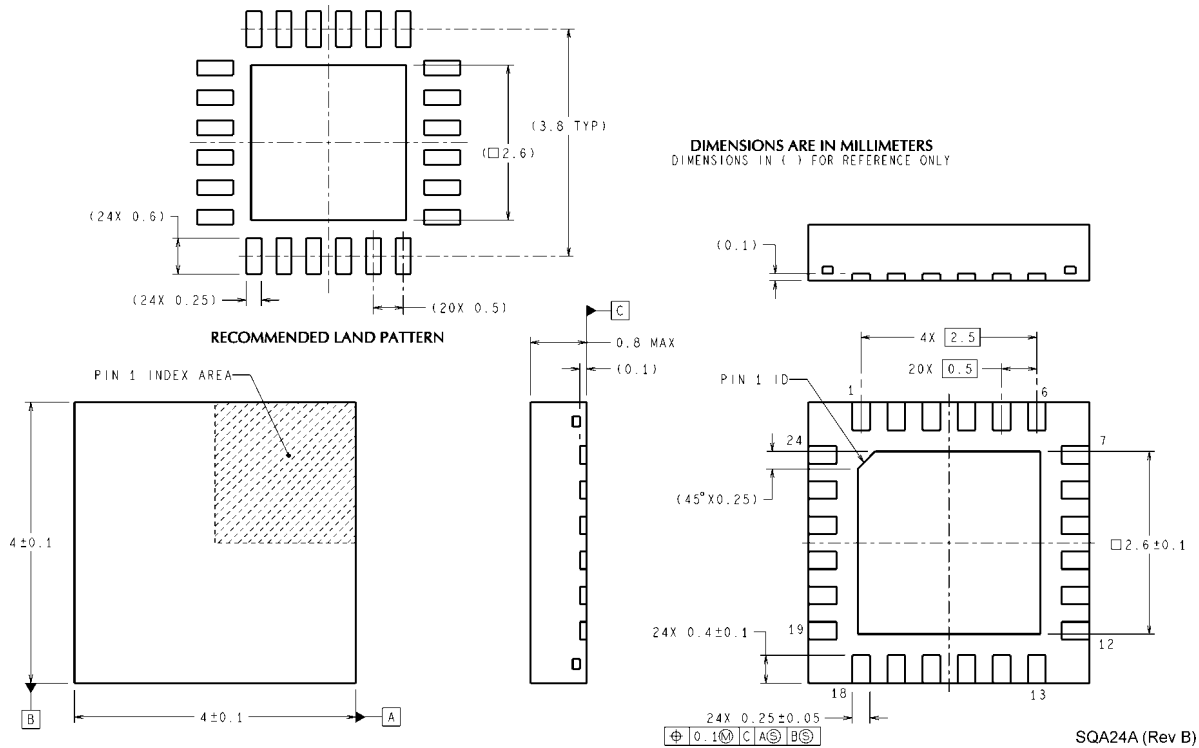 (3.8 TYP)
(□2.6)
(24X 0.6)
(24X 0.25)
(20X 0.5)
RECOMMENDED LAND PATTERN
DIMENSIONS ARE IN MILLIMETERS
DIMENSIONS IN ( ) FOR REFERENCE ONLY
(0.1)
C
0.8 MAX
(0.1)
PIN 1 INDEX AREA
4±0.1
B
4±0.1
A
4X 2.5
20X 0.5
PIN 1 ID
1
6
24
7
(45°X0.25)
□2.6±0.1
24X 0.4±0.1
19
12
18
13
24X 0.25±0.05
⌖ 0.1Ⓜ C AⓈ BⓈ
SQA24A (Rev B)